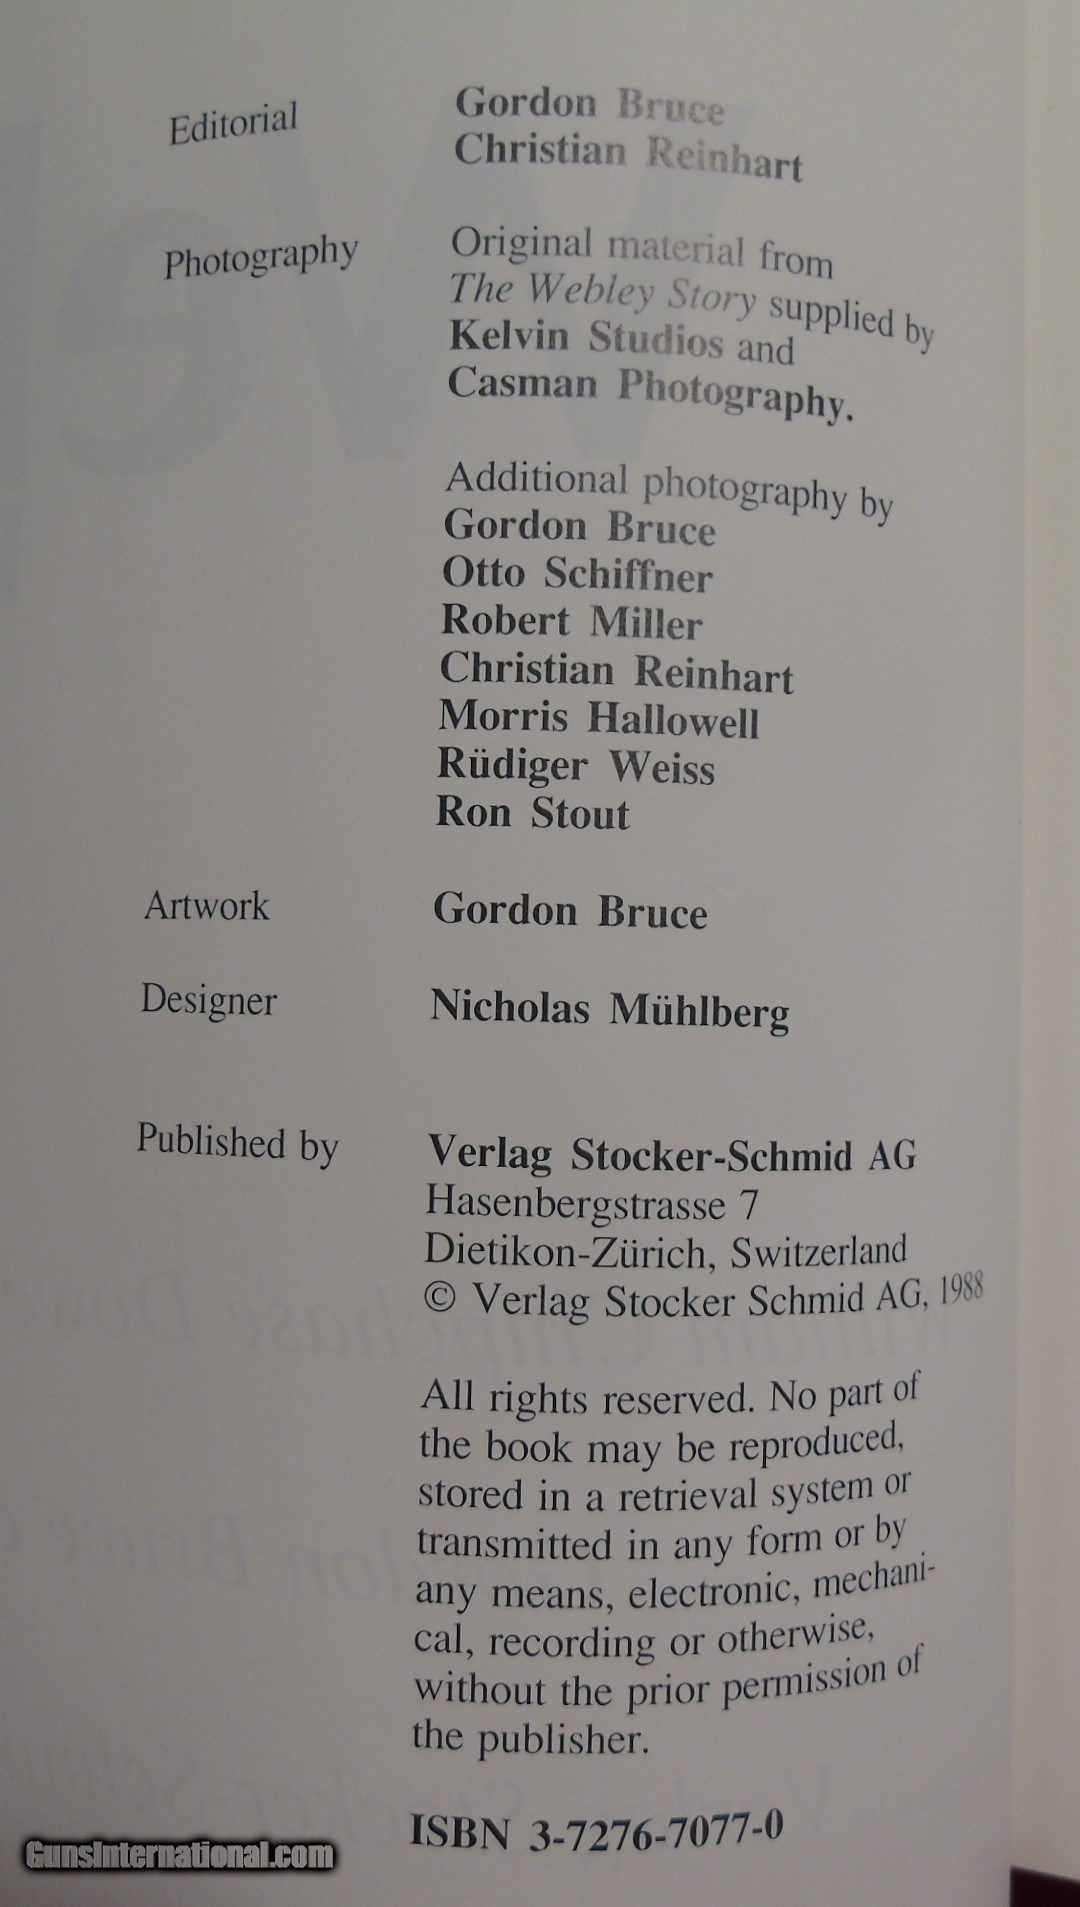 Editorial Gordon Bruce
Christian Reinhart
Photography Original material from
The Webley Story supplied by
Kelvin Studios and
Casman Photography.
Additional photography by
Gordon Bruce
Otto Schiffner
Robert Miller
Christian Reinhart
Morris Hallowell
Rüdiger Weiss
Ron Stout
Artwork Gordon Bruce
Designer Nicholas Mühlberg
Published by Verlag Stocker-Schmid AG
Hasenbergstrasse 7
Dietikon-Zürich, Switzerland
© Verlag Stocker Schmid AG, 1988
All rights reserved. No part of
the book may be reproduced,
stored in a retrieval system or
transmitted in any form or by
any means, electronic, mechani-
cal, recording or otherwise,
without the prior permission of
the publisher.
ISBN 3-7276-7077-0
GunsInternational.com